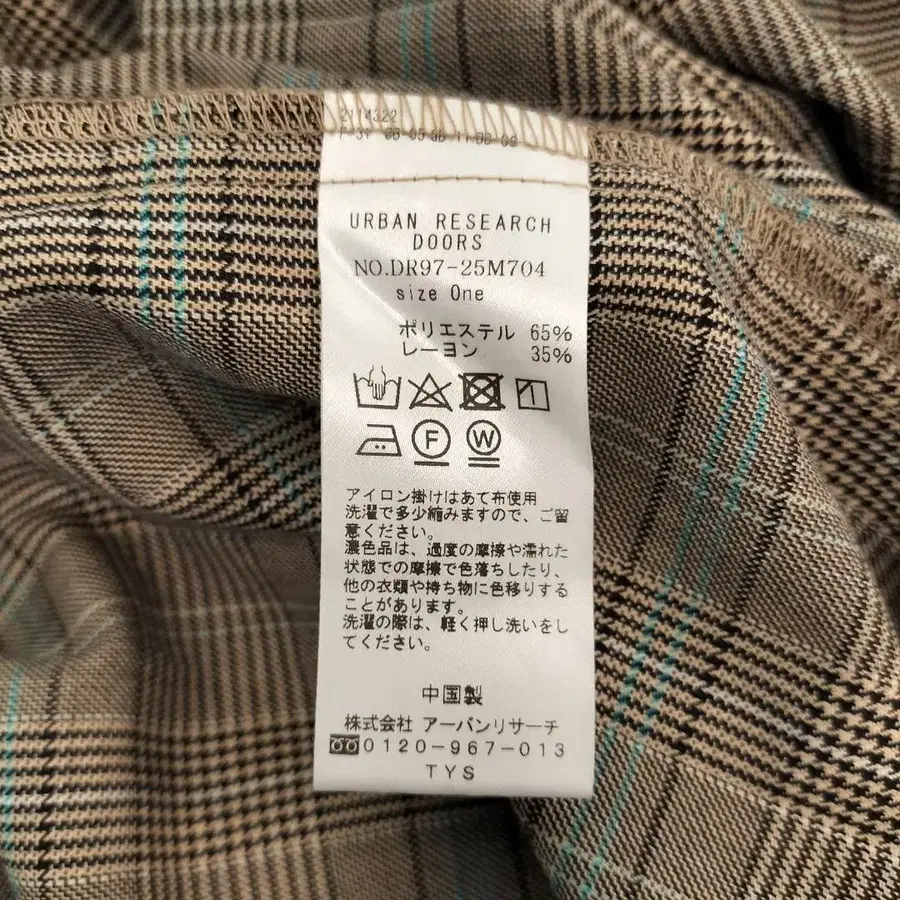 2114322
URBAN RESEARCH
DOORS
NO.DR97-25M704
size One
ポリエステル 65%
レーヨン 35%
F W
アイロン掛けはあて布使用
洗濯で多少縮みますので、ご留
意ください。
濃色品は、過度の摩擦や濡れた
状態での摩擦で色落ちしたり、
他の衣類や持ち物に色移りする
ことがあります。
洗濯の際は、軽く押し洗いをし
てください。
中国製
株式会社 アーバンリサーチ
0120-967-013
TYS